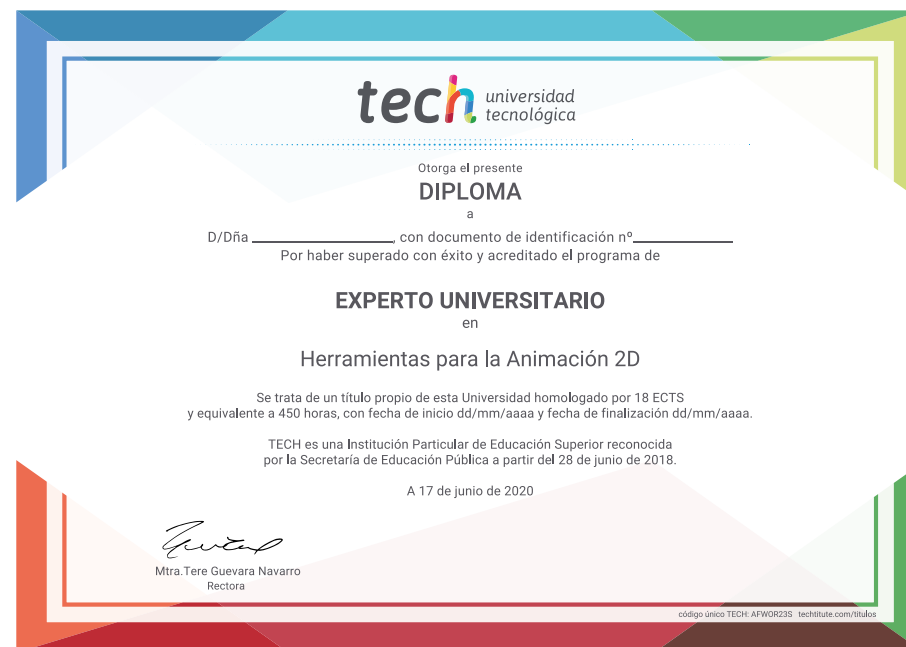 tech universidad
tecnológica
Otorga el presente
DIPLOMA
a
D/Dña ____________________, con documento de identificación nº______________
Por haber superado con éxito y acreditado el programa de
EXPERTO UNIVERSITARIO
en
Herramientas para la Animación 2D
Se trata de un título propio de esta Universidad homologado por 18 ECTS
y equivalente a 450 horas, con fecha de inicio dd/mm/aaaa y fecha de finalización dd/mm/aaaa.
TECH es una Institución Particular de Educación Superior reconocida
por la Secretaría de Educación Pública a partir del 28 de junio de 2018.
A 17 de junio de 2020
Mtra.Tere Guevara Navarro
Rectora
código único TECH: AFWOR23S techtitute.com/titulos